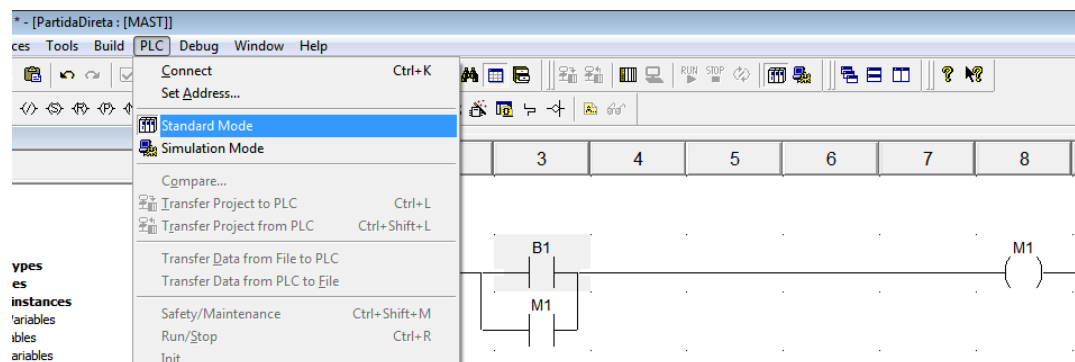 * - [PartidaDireta : [MAST]]
ces Tools Build PLC Debug Window Help
RUN STOP
Connect Ctrl+K
Set Address...
Standard Mode
Simulation Mode
3 4 5 6 7 8
Compare...
Transfer Project to PLC Ctrl+L
Transfer Project from PLC Ctrl+Shift+L
B1 M1
Transfer Data from File to PLC
ypes
Transfer Data from PLC to File
es
instances
M1
Safety/Maintenance Ctrl+Shift+M
ariables
Run/Stop Ctrl+R
ables
Init
ariables